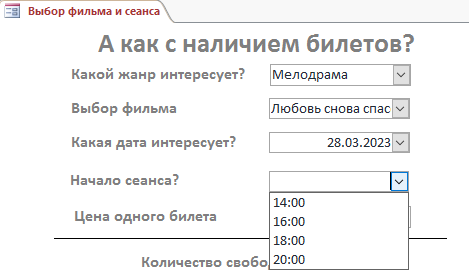 Выбор фильма и сеанса
А как с наличием билетов?
Какой жанр интересует? Мелодрама
Выбор фильма Любовь снова спас
Какая дата интересует? 28.03.2023
Начало сеанса?
14:00
Цена одного билета
16:00
18:00
20:00
Количество свобо